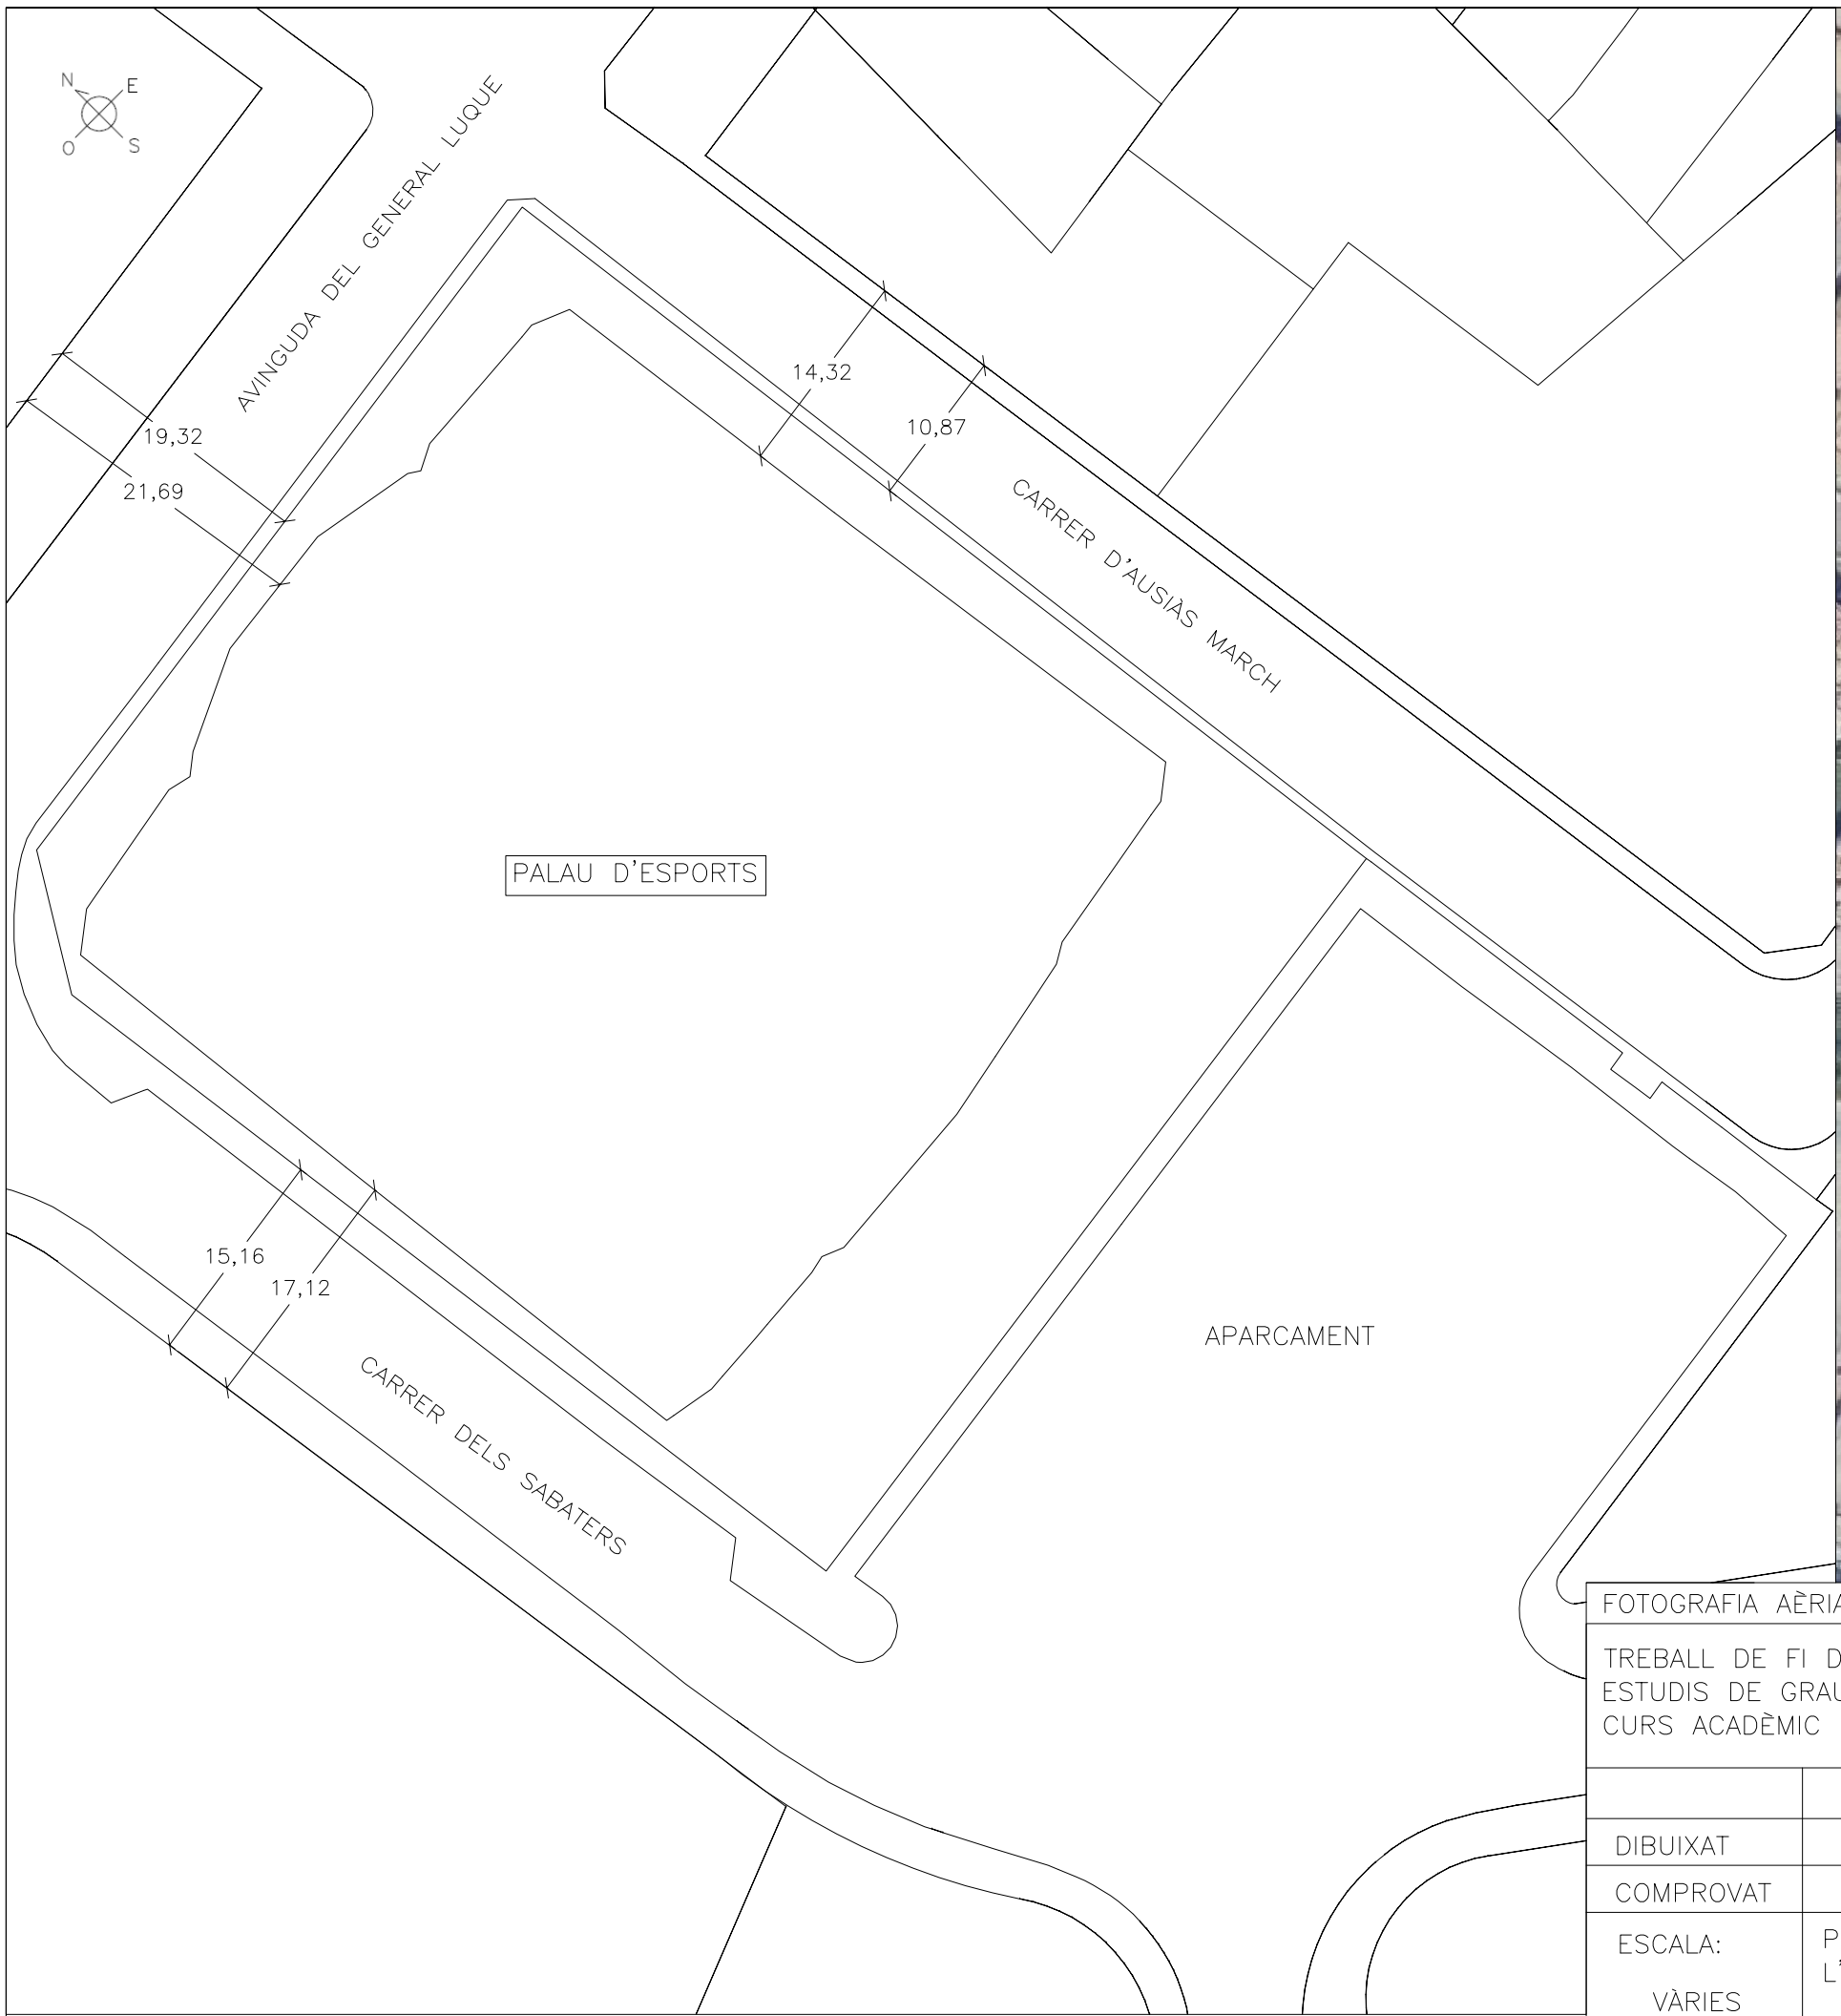 N
E
O
S
AVINGUDA DEL GENERAL LUQUE
14,32
10,87
19,32
21,69
CARRER D'AUSIÀS MARCH
PALAU D'ESPORTS
15,16
17,12
APARCAMENT
CARRER DELS SABATERS
FOTOGRAFIA AÈRIA
TREBALL DE FI D
ESTUDIS DE GRAU
CURS ACADÈMIC
DIBUIXAT
COMPROVAT
ESCALA:
VÀRIES
P
L'